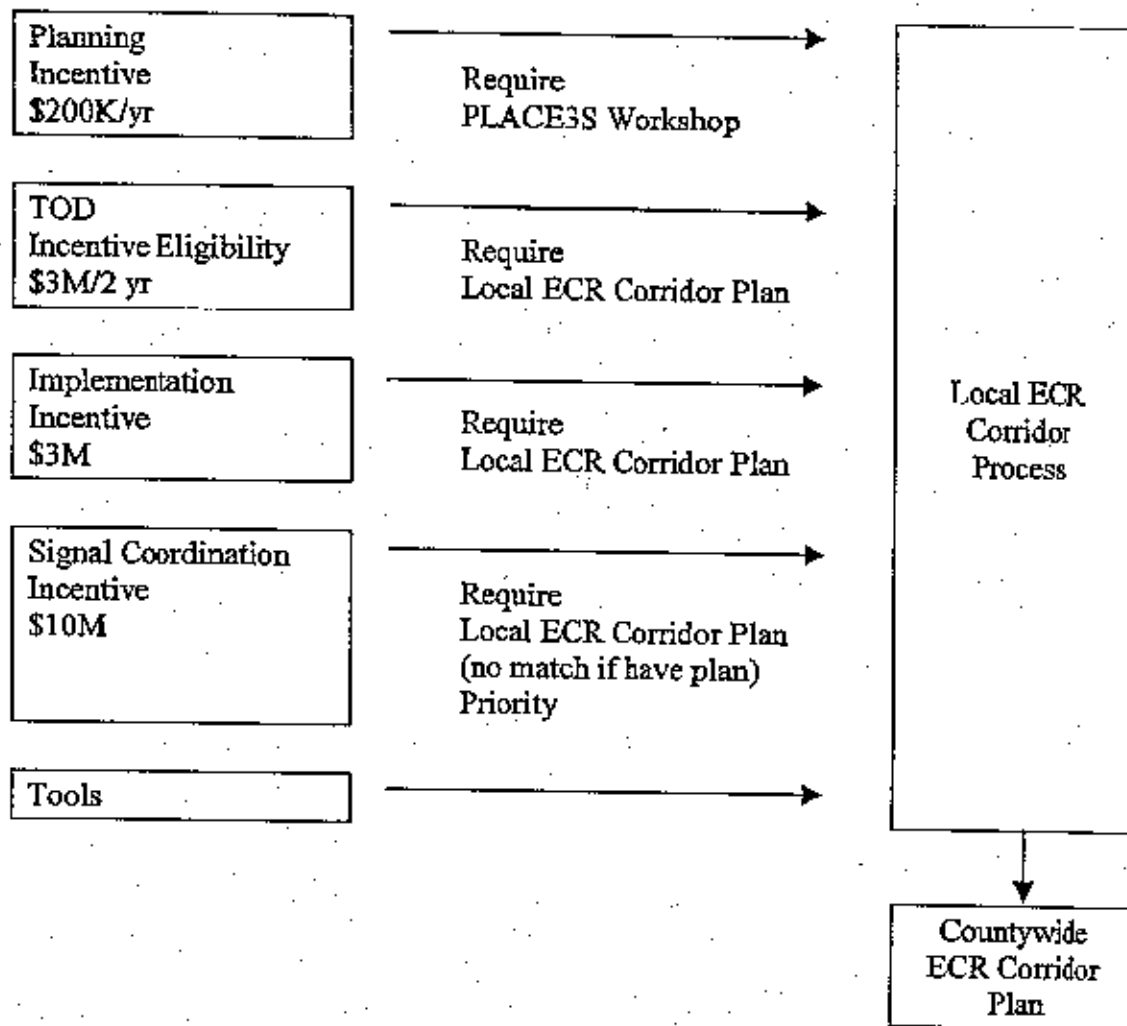 Planning
Incentive
$200K/yr
Require
PLACE3S Workshop
TOD
Incentive Eligibility
$3M/2 yr
Require
Local ECR Corridor Plan
Implementation
Incentive
$3M
Require
Local ECR Corridor Plan
Signal Coordination
Incentive
$10M
Require
Local ECR Corridor Plan
(no match if have plan)
Priority
Tools
Local ECR
Corridor
Process
Countywide
ECR Corridor
Plan